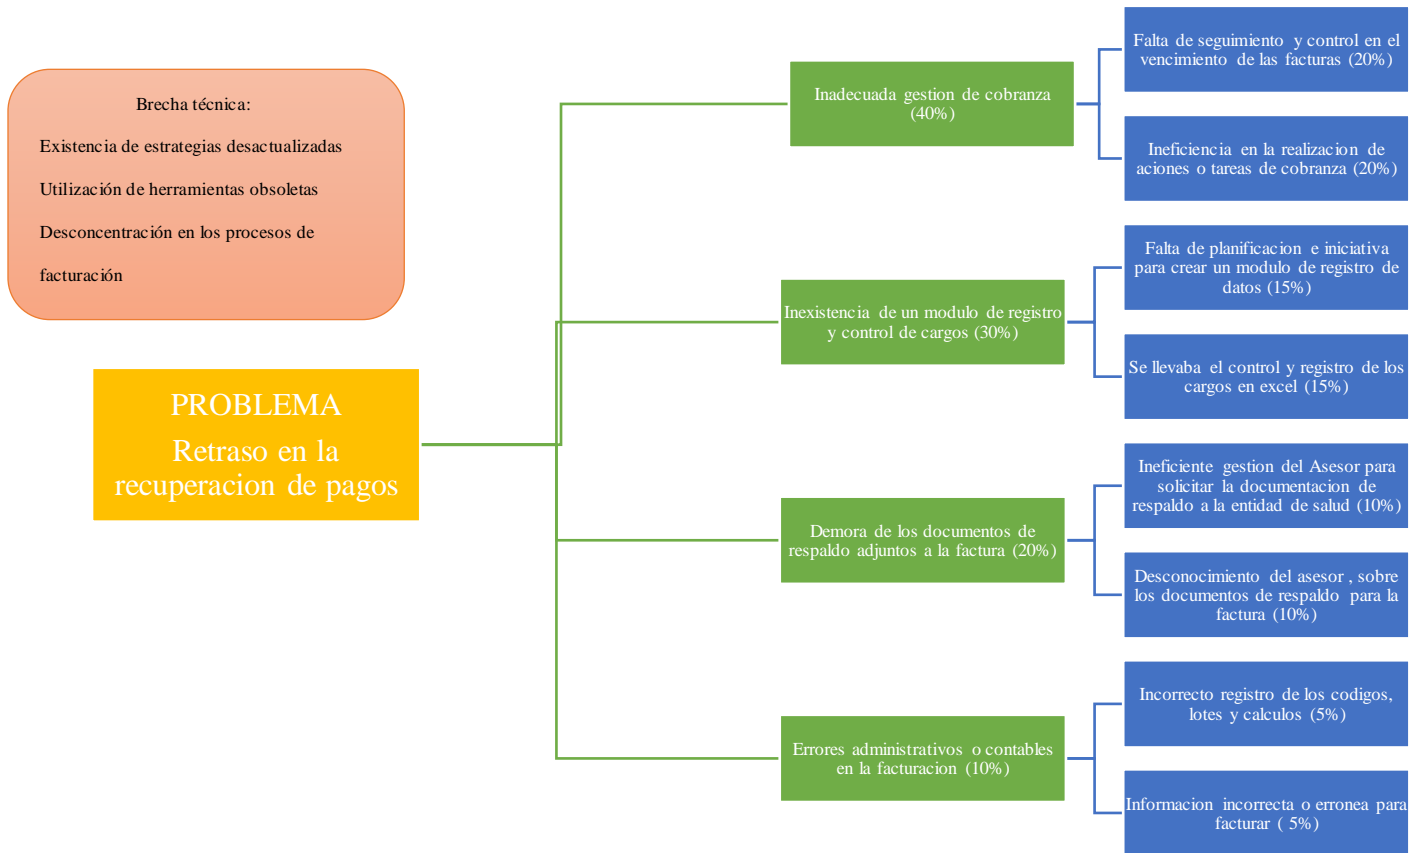 Brecha técnica:
Existencia de estrategias desactualizadas
Utilización de herramientas obsoletas
Desconcentración en los procesos de
facturación
PROBLEMA
Retraso en la
recuperacion de pagos
Inadecuada gestion de cobranza
(40%)
Falta de seguimiento y control en el
vencimiento de las facturas (20%)
Ineficiencia en la realizacion de
aciones o tareas de cobranza (20%)
Inexistencia de un modulo de registro
y control de cargos (30%)
Falta de planificacion e iniciativa
para crear un modulo de registro de
datos (15%)
Se llevaba el control y registro de los
cargos en excel (15%)
Demora de los documentos de
respaldo adjuntos a la factura (20%)
Ineficiente gestion del Asesor para
solicitar la documentacion de
respaldo a la entidad de salud (10%)
Desconocimiento del asesor , sobre
los documentos de respaldo para la
factura (10%)
Errores administrativos o contables
en la facturacion (10%)
Incorrecto registro de los codigos,
lotes y calculos (5%)
Informacion incorrecta o erronea para
facturar ( 5%)